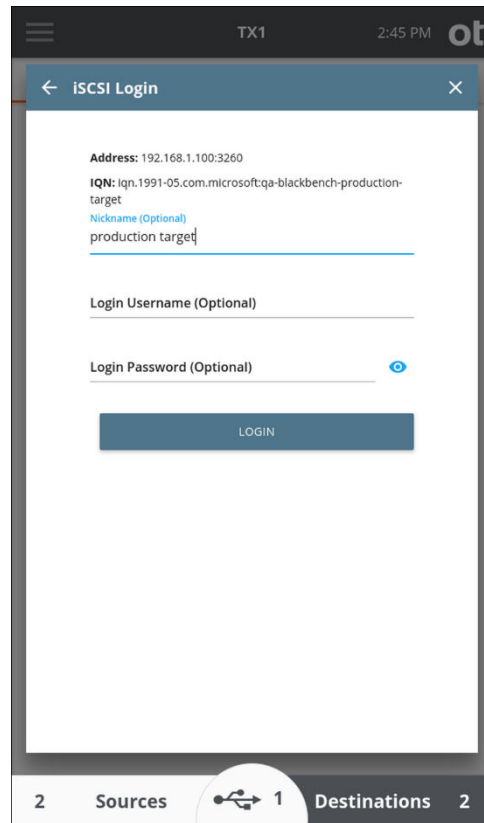 TX1 2:45 PM ot
iSCSI Login
Address: 192.168.1.100:3260
IQN: iqn.1991-05.com.microsoft:qa-blackbench-production-
target
Nickname (Optional)
production target
Login Username (Optional)
Login Password (Optional)
LOGIN
2 Sources 1 Destinations 2